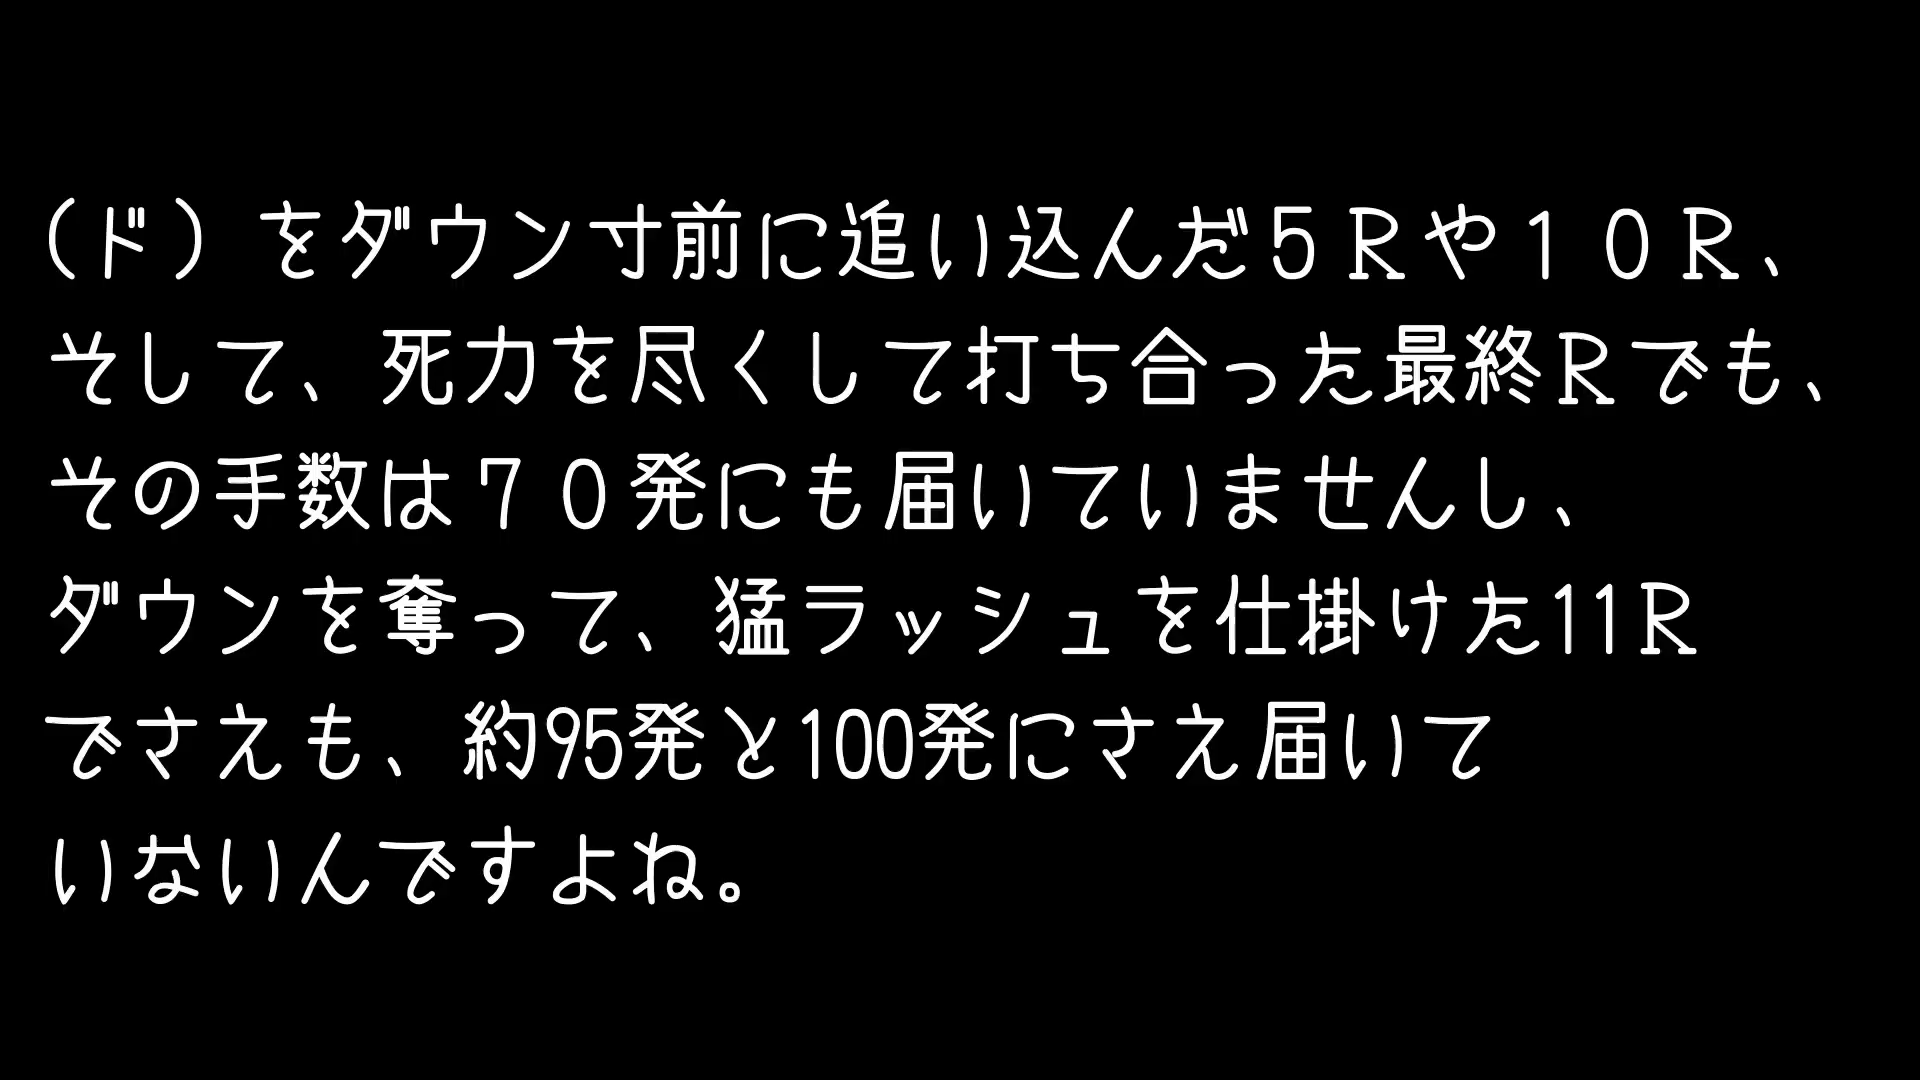 （ド）をダウン寸前に追い込んだ５Ｒや１０Ｒ、
そして、死力を尽くして打ち合った最終Ｒでも、
その手数は７０発にも届いていませんし、
ダウンを奪って、猛ラッシュを仕掛けた11Ｒ
でさえも、約95発と100発にさえ届いて
いないんですよね。